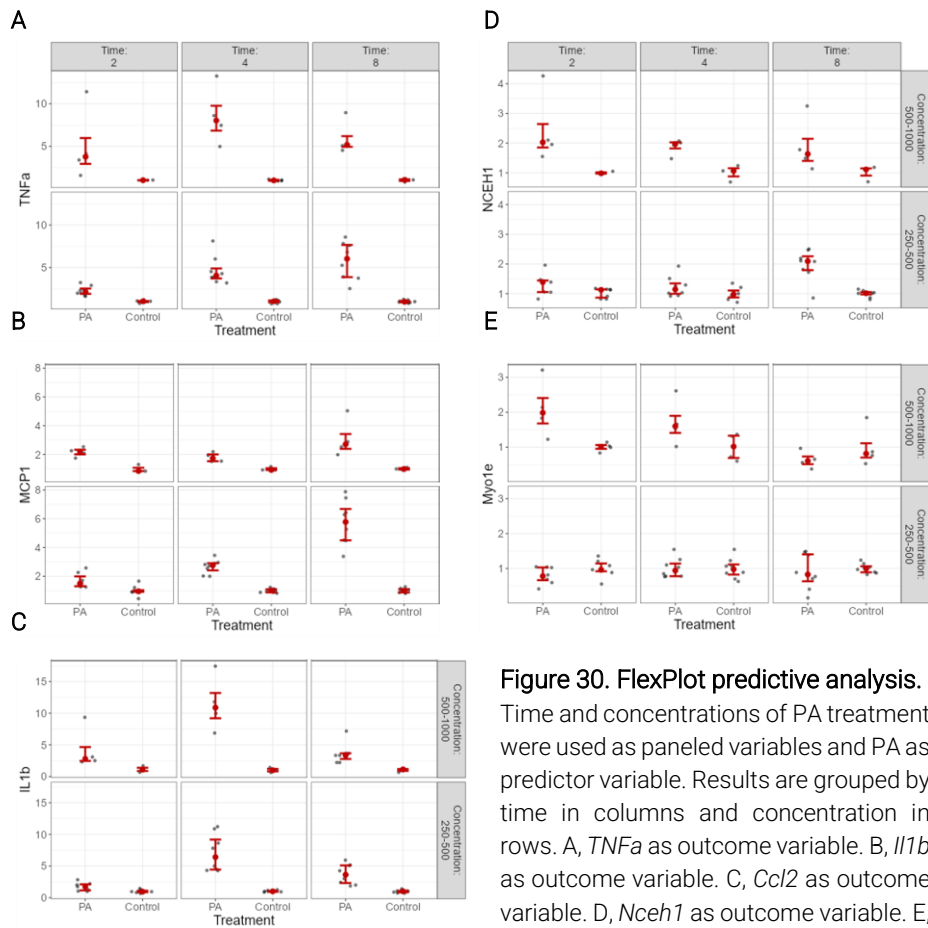 A
Time:
2
Time:
4
Time:
8
TNFa
10
5
10
5
PA
Control
PA
Control
PA
Control
Treatment
B
MCP1
8
6
4
2
8
6
4
2
PA
Control
PA
Control
PA
Control
Treatment
C
IL1b
15
10
5
0
15
10
5
0
Concentration:
500-1000
Concentration:
250-500
PA
Control
PA
Control
PA
Control
Treatment
D
Time:
2
Time:
4
Time:
8
NCEH1
4
3
2
1
4
3
2
1
Concentration:
500-1000
Concentration:
250-500
PA
Control
PA
Control
PA
Control
Treatment
E
Myo1e
3
2
1
3
2
1
Concentration:
500-1000
Concentration:
250-500
PA
Control
PA
Control
PA
Control
Treatment
Figure 30. FlexPlot predictive analysis.
Time and concentrations of PA treatment
were used as paneled variables and PA as
predictor variable. Results are grouped by
time in columns and concentration in
rows. A, TNFa as outcome variable. B, Il1b
as outcome variable. C, Ccl2 as outcome
variable. D, Nceh1 as outcome variable. E,